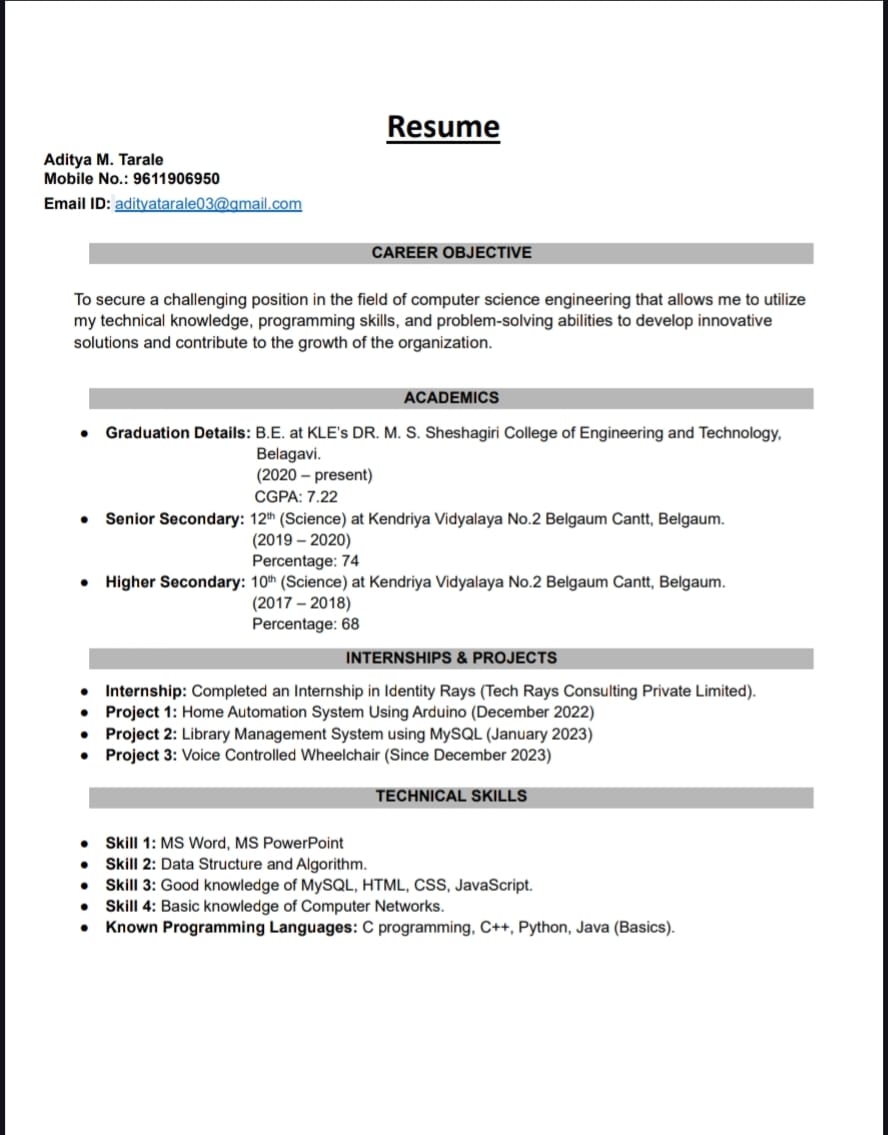 Resume
Aditya M. Tarale
Mobile No.: 9611906950
Email ID: adityatarale03@gmail.com
CAREER OBJECTIVE
To secure a challenging position in the field of computer science engineering that allows me to utilize
my technical knowledge, programming skills, and problem-solving abilities to develop innovative
solutions and contribute to the growth of the organization.
ACADEMICS
• Graduation Details: B.E. at KLE's DR. M. S. Sheshagiri College of Engineering and Technology,
Belagavi.
(2020 – present)
CGPA: 7.22
• Senior Secondary: 12th (Science) at Kendriya Vidyalaya No.2 Belgaum Cantt, Belgaum.
(2019 – 2020)
Percentage: 74
• Higher Secondary: 10th (Science) at Kendriya Vidyalaya No.2 Belgaum Cantt, Belgaum.
(2017 – 2018)
Percentage: 68
INTERNSHIPS & PROJECTS
• Internship: Completed an Internship in Identity Rays (Tech Rays Consulting Private Limited).
• Project 1: Home Automation System Using Arduino (December 2022)
• Project 2: Library Management System using MySQL (January 2023)
• Project 3: Voice Controlled Wheelchair (Since December 2023)
TECHNICAL SKILLS
• Skill 1: MS Word, MS PowerPoint
• Skill 2: Data Structure and Algorithm.
• Skill 3: Good knowledge of MySQL, HTML, CSS, JavaScript.
• Skill 4: Basic knowledge of Computer Networks.
• Known Programming Languages: C programming, C++, Python, Java (Basics).